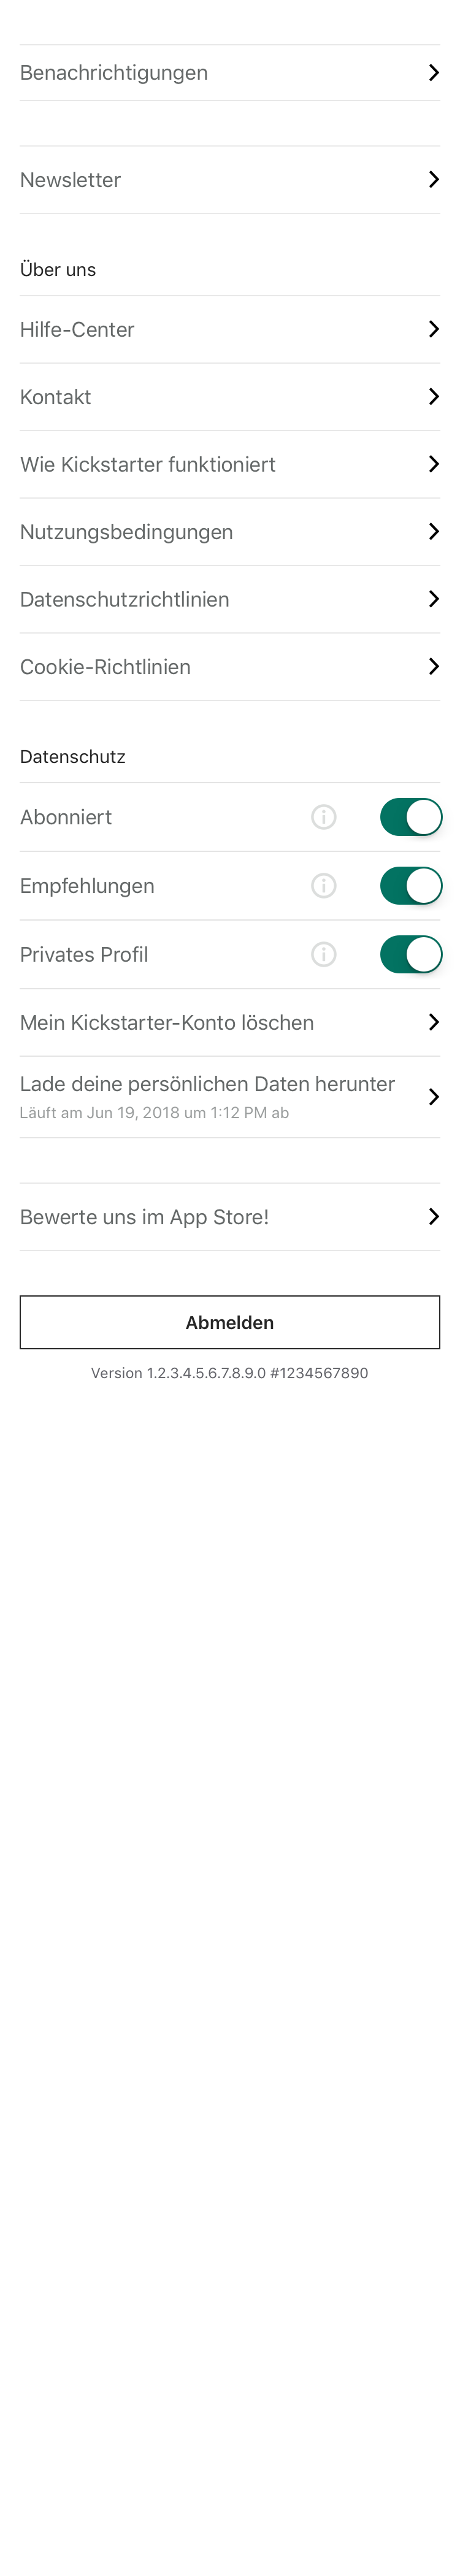 Benachrichtigungen
Newsletter
Über uns
Hilfe-Center
Kontakt
Wie Kickstarter funktioniert
Nutzungsbedingungen
Datenschutzrichtlinien
Cookie-Richtlinien
Datenschutz
Abonniert
Empfehlungen
Privates Profil
Mein Kickstarter-Konto löschen
Lade deine persönlichen Daten herunter
Läuft am Jun 19, 2018 um 1:12 PM ab
Bewerte uns im App Store!
Abmelden
Version 1.2.3.4.5.6.7.8.9.0 #1234567890